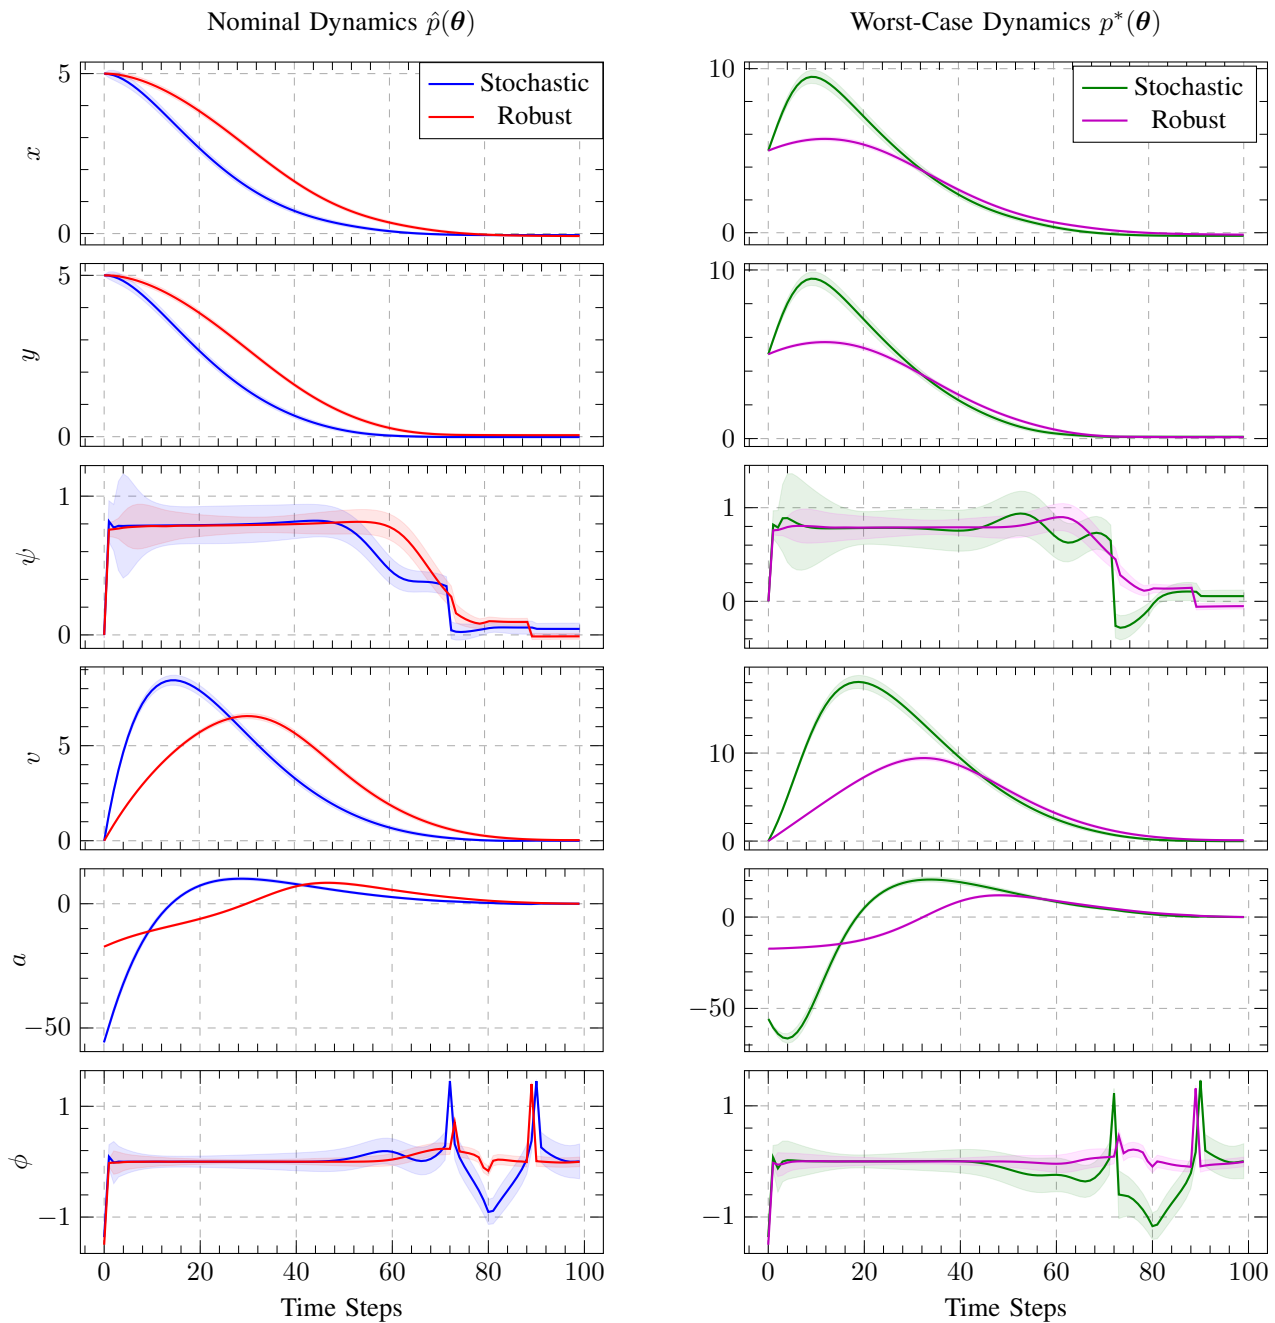 Nominal Dynamics p̂(θ)
Worst-Case Dynamics p*(θ)
Stochastic
Robust
5
0
x
Stochastic
Robust
10
0
5
0
y
10
0
1
0
ψ
1
0
5
0
v
10
0
0
−50
a
0
−50
1
−1
ϕ
1
−1
0 20 40 60 80 100
0 20 40 60 80 100
Time Steps
Time Steps